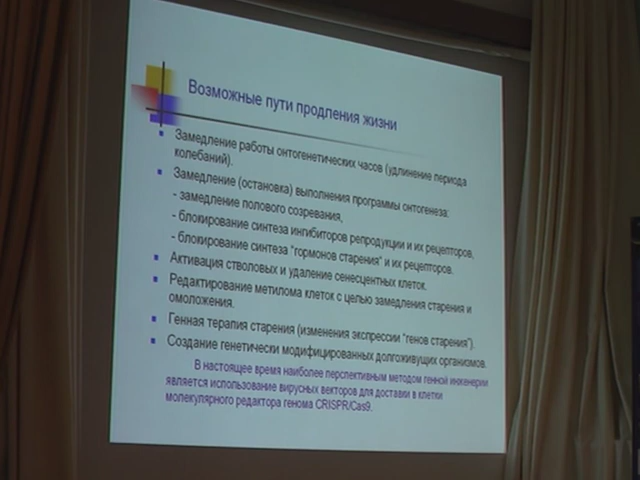 Возможные пути продления жизни
Замедление работы онтогенетических часов (удлинение периода
колебаний).
Замедление (остановка) выполнения программы онтогенеза:
- замедление полового созревания,
- блокирование синтеза ингибиторов репродукции и их рецепторов,
- блокирование синтеза "гормонов старения" и их рецепторов.
Активация стволовых и удаление сенесцентных клеток.
Редактирование метилома клеток с целью замедления старения и
омоложения.
Генная терапия старения (изменения экспрессии "генов старения").
Создание генетически модифицированных долгоживущих организмов.
В настоящее время наиболее перспективным методом генной инженерии
является использование вирусных векторов для доставки в клетки
молекулярного редактора генома CRISPR/Cas9.